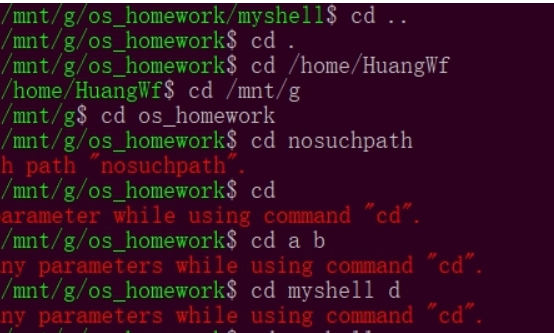 /mnt/g/os_homework/myshell$ cd ..
/mnt/g/os_homework$ cd .
/mnt/g/os_homework$ cd /home/HuangWf
/home/HuangWf$ cd /mnt/g
/mnt/g$ cd os_homework
/mnt/g/os_homework$ cd nosuchpath
h path "nosuchpath".
/mnt/g/os_homework$ cd
arameter while using command "cd".
/mnt/g/os_homework$ cd a b
ny parameters while using command "cd".
/mnt/g/os_homework$ cd myshell d
ny parameters while using command "cd".